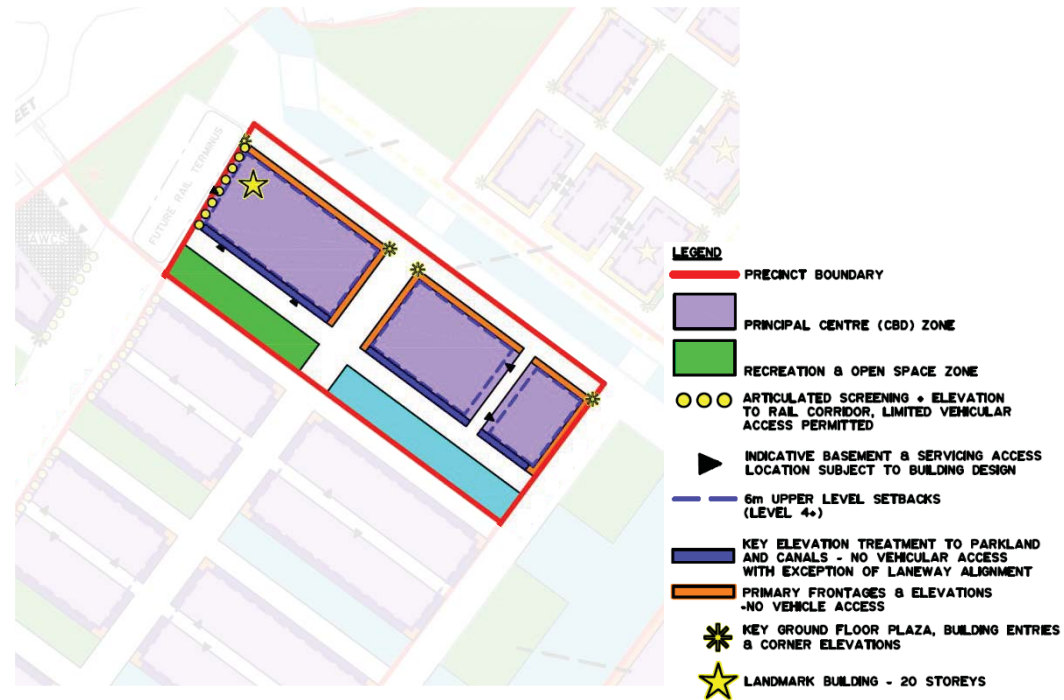 STREET
FUTURE RAIL TERMINUS
AWCS
LEGEND
PRECINCT BOUNDARY
PRINCIPAL CENTRE (CBD) ZONE
RECREATION & OPEN SPACE ZONE
ARTICULATED SCREENING + ELEVATION
TO RAIL CORRIDOR, LIMITED VEHICULAR
ACCESS PERMITTED
INDICATIVE BASEMENT & SERVICING ACCESS
LOCATION SUBJECT TO BUILDING DESIGN
6m UPPER LEVEL SETBACKS
(LEVEL 4+)
KEY ELEVATION TREATMENT TO PARKLAND
AND CANALS - NO VEHICULAR ACCESS
WITH EXCEPTION OF LANEWAY ALIGNMENT
PRIMARY FRONTAGES & ELEVATIONS
-NO VEHICLE ACCESS
KEY GROUND FLOOR PLAZA, BUILDING ENTRIES
& CORNER ELEVATIONS
LANDMARK BUILDING - 20 STOREYS